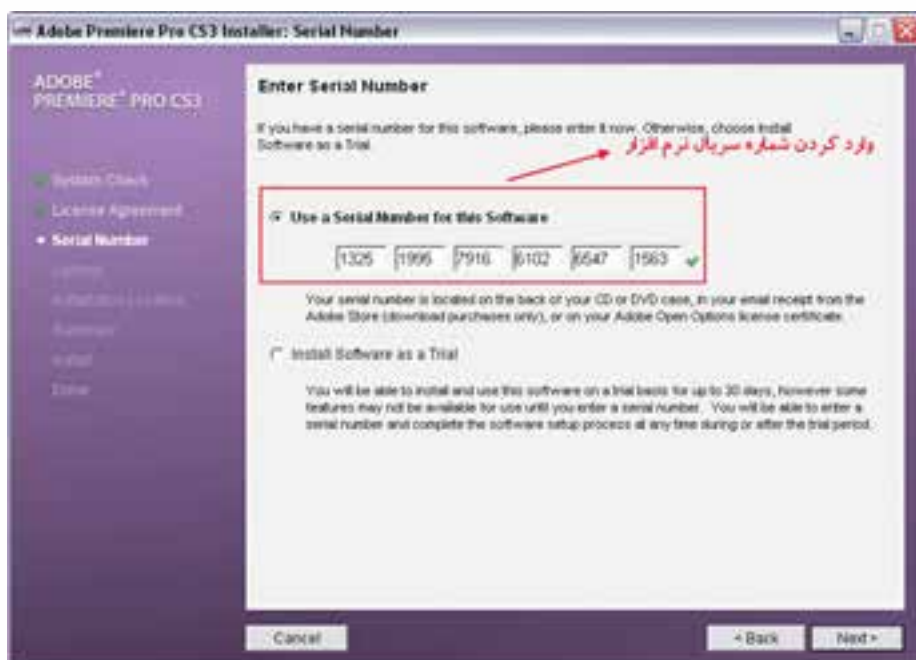 Adobe Premiere Pro CS3 Installer: Serial Number
ADOBE®
PREMIERE® PRO CS3
System Check
License Agreement
Serial Number
Installation Location
Summary
Install
Enter Serial Number
If you have a serial number for this software, please enter it now. Otherwise, choose Install
Software as a Trial.
وارد کردن شماره سریال نرم افزار
Use a Serial Number for this Software
1325 1995 7916 6102 6547 1563
Your serial number is located on the back of your CD or DVD case, in your email receipt from the
Adobe Store (download purchases only), or on your Adobe Open Options license certificate.
Install Software as a Trial
You will be able to install and use this software on a trial basis for up to 30 days, however some
features may not be available for use until you enter a serial number. You will be able to enter a
serial number and complete the software setup process at any time during or after the trial period.
Cancel
< Back
Next >